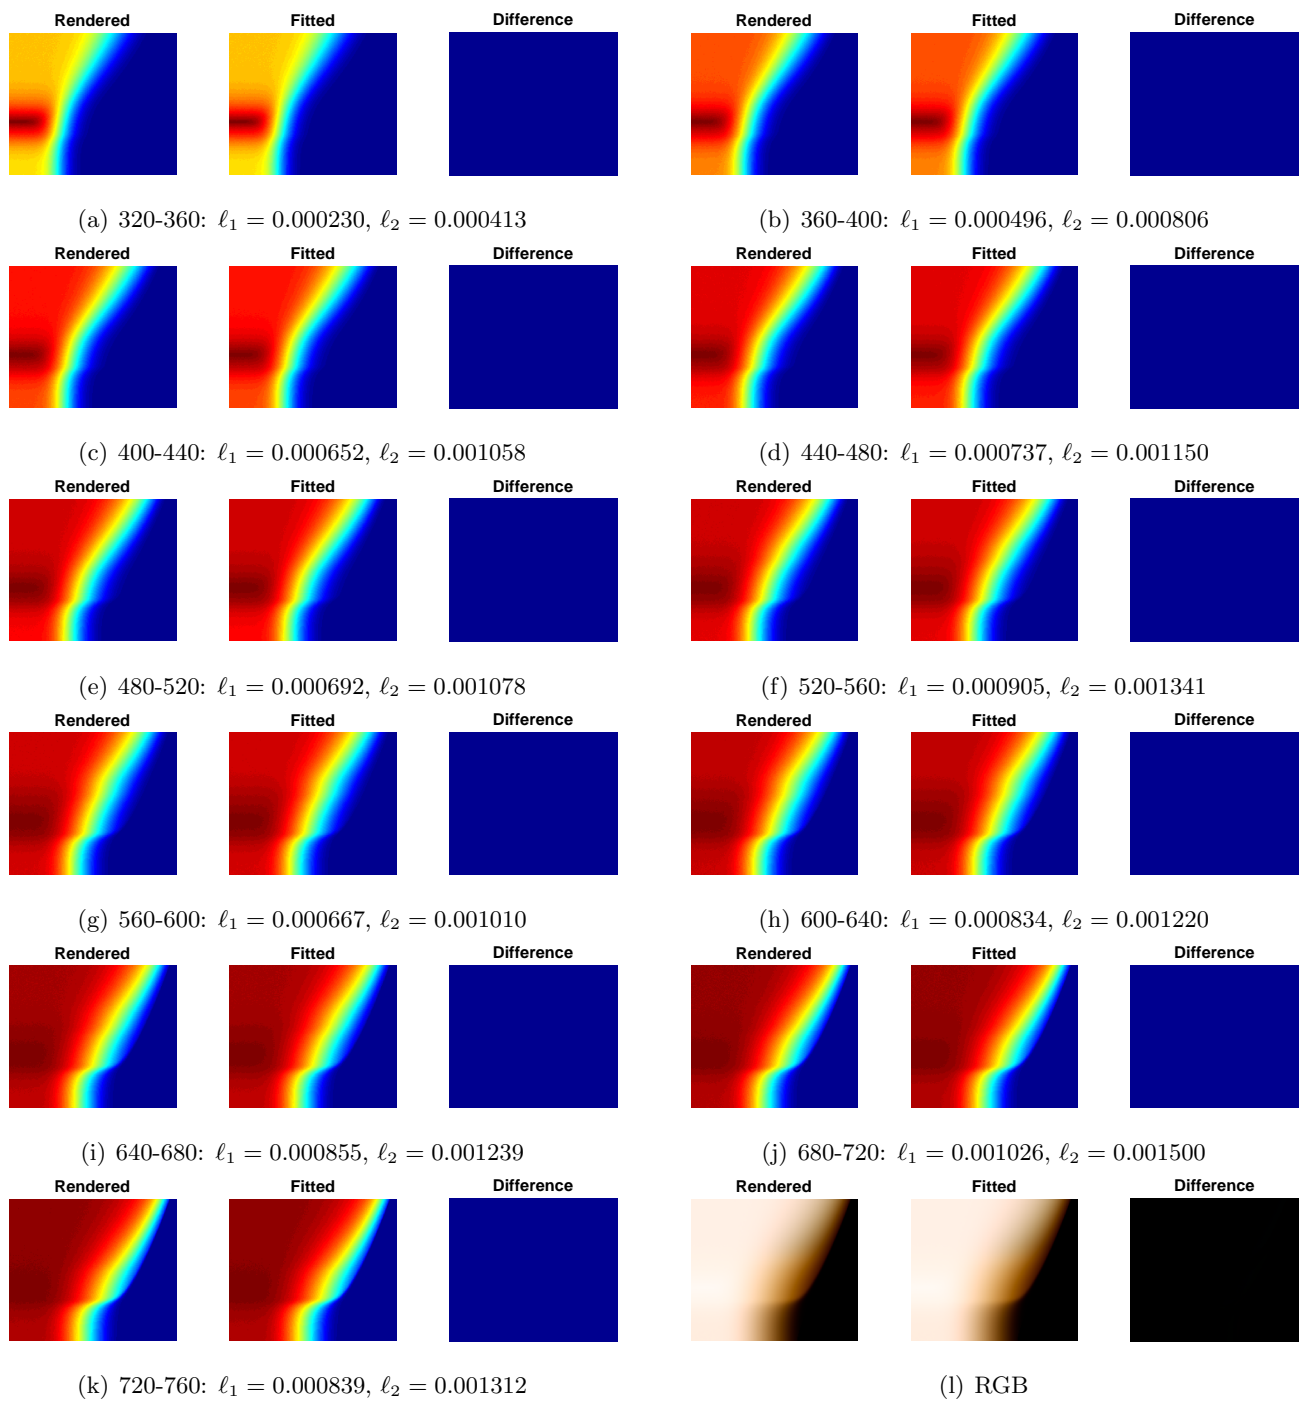 Rendered Fitted Difference Rendered Fitted Difference
(a) 320-360: ℓ₁ = 0.000230, ℓ₂ = 0.000413 (b) 360-400: ℓ₁ = 0.000496, ℓ₂ = 0.000806
Rendered Fitted Difference Rendered Fitted Difference
(c) 400-440: ℓ₁ = 0.000652, ℓ₂ = 0.001058 (d) 440-480: ℓ₁ = 0.000737, ℓ₂ = 0.001150
Rendered Fitted Difference Rendered Fitted Difference
(e) 480-520: ℓ₁ = 0.000692, ℓ₂ = 0.001078 (f) 520-560: ℓ₁ = 0.000905, ℓ₂ = 0.001341
Rendered Fitted Difference Rendered Fitted Difference
(g) 560-600: ℓ₁ = 0.000667, ℓ₂ = 0.001010 (h) 600-640: ℓ₁ = 0.000834, ℓ₂ = 0.001220
Rendered Fitted Difference Rendered Fitted Difference
(i) 640-680: ℓ₁ = 0.000855, ℓ₂ = 0.001239 (j) 680-720: ℓ₁ = 0.001026, ℓ₂ = 0.001500
Rendered Fitted Difference Rendered Fitted Difference
(k) 720-760: ℓ₁ = 0.000839, ℓ₂ = 0.001312 (l) RGB